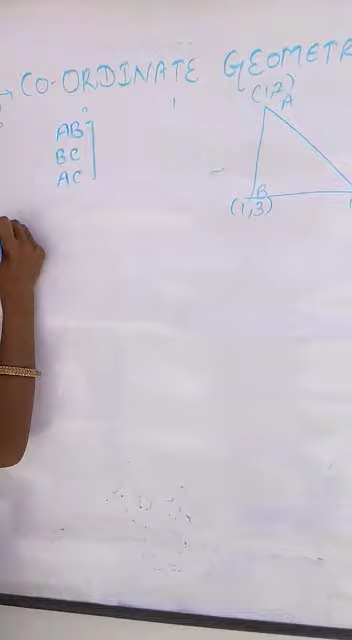 → CO-ORDINATE GEOMETR
(1,2)
A
AB
BC
AC
B
(1,3)